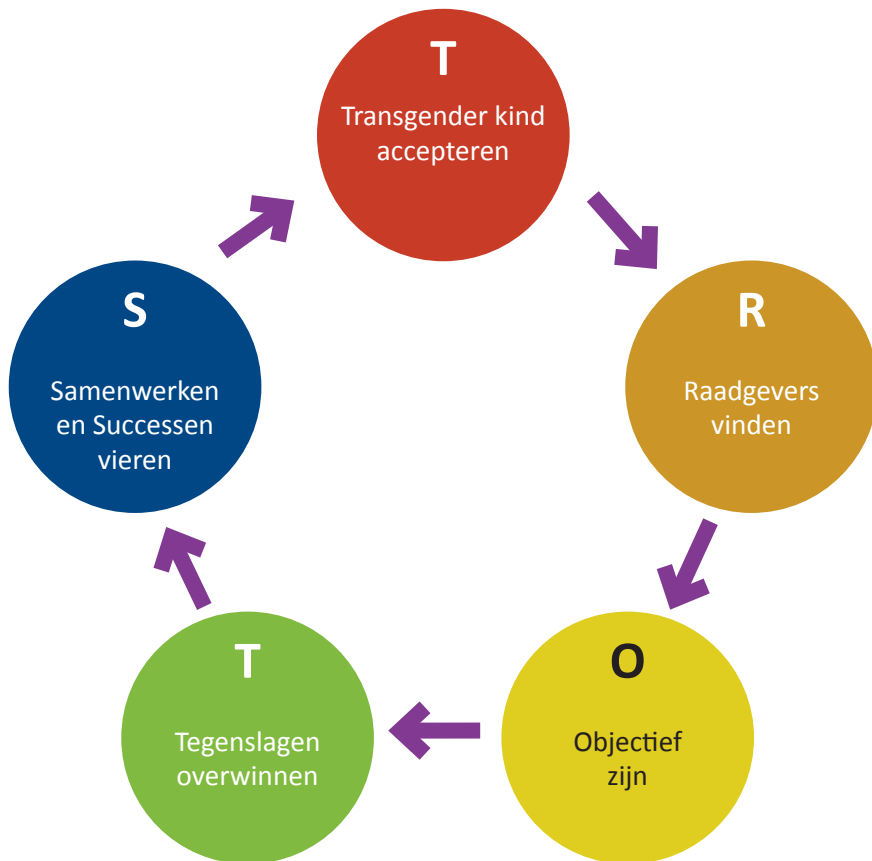 T
Transgender kind
accepteren
R
Raadgevers
vinden
O
Objectief
zijn
T
Tegenslagen
overwinnen
S
Samenwerken
en Successen
vieren